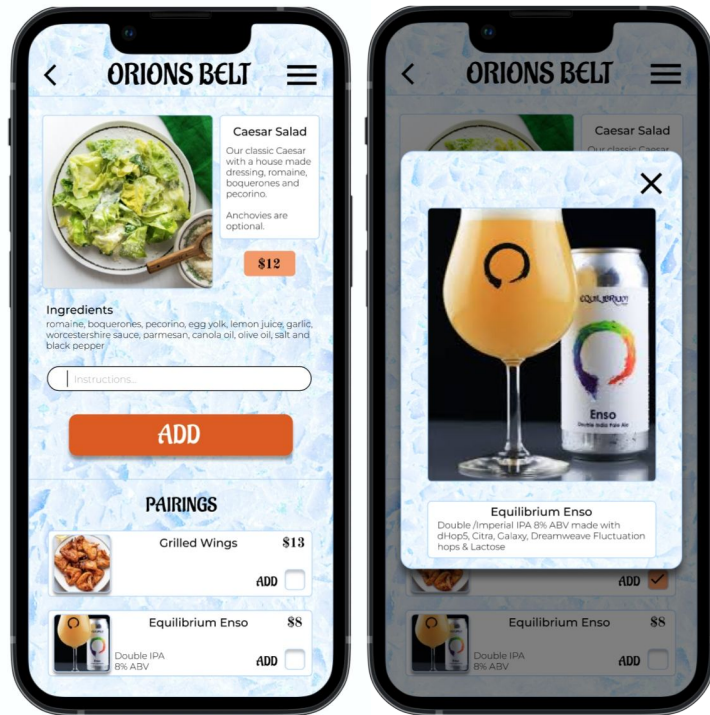 ORIONS BELT
Caesar Salad
Our classic Caesar
with a house made
dressing, romaine,
boquerones and
pecorino.
Anchovies are
optional.
$12
Ingredients
romaine, boquerones, pecorino, egg yolk, lemon juice, garlic,
worcestershire sauce, parmesan, canola oil, olive oil, salt and
black pepper
Instructions...
ADD
PAIRINGS
Grilled Wings $13
ADD
Equilibrium Enso $8
Double IPA
8% ABV
ADD
ORIONS BELT
Caesar Salad
Our classic Caesar
EQUILIBRIUM
Enso
Double India Pale Ale
Equilibrium Enso
Double /Imperial IPA 8% ABV made with
dHop5, Citra, Galaxy, Dreamweave Fluctuation
hops & Lactose
ADD
Equilibrium Enso $8
Double IPA
8% ABV
ADD